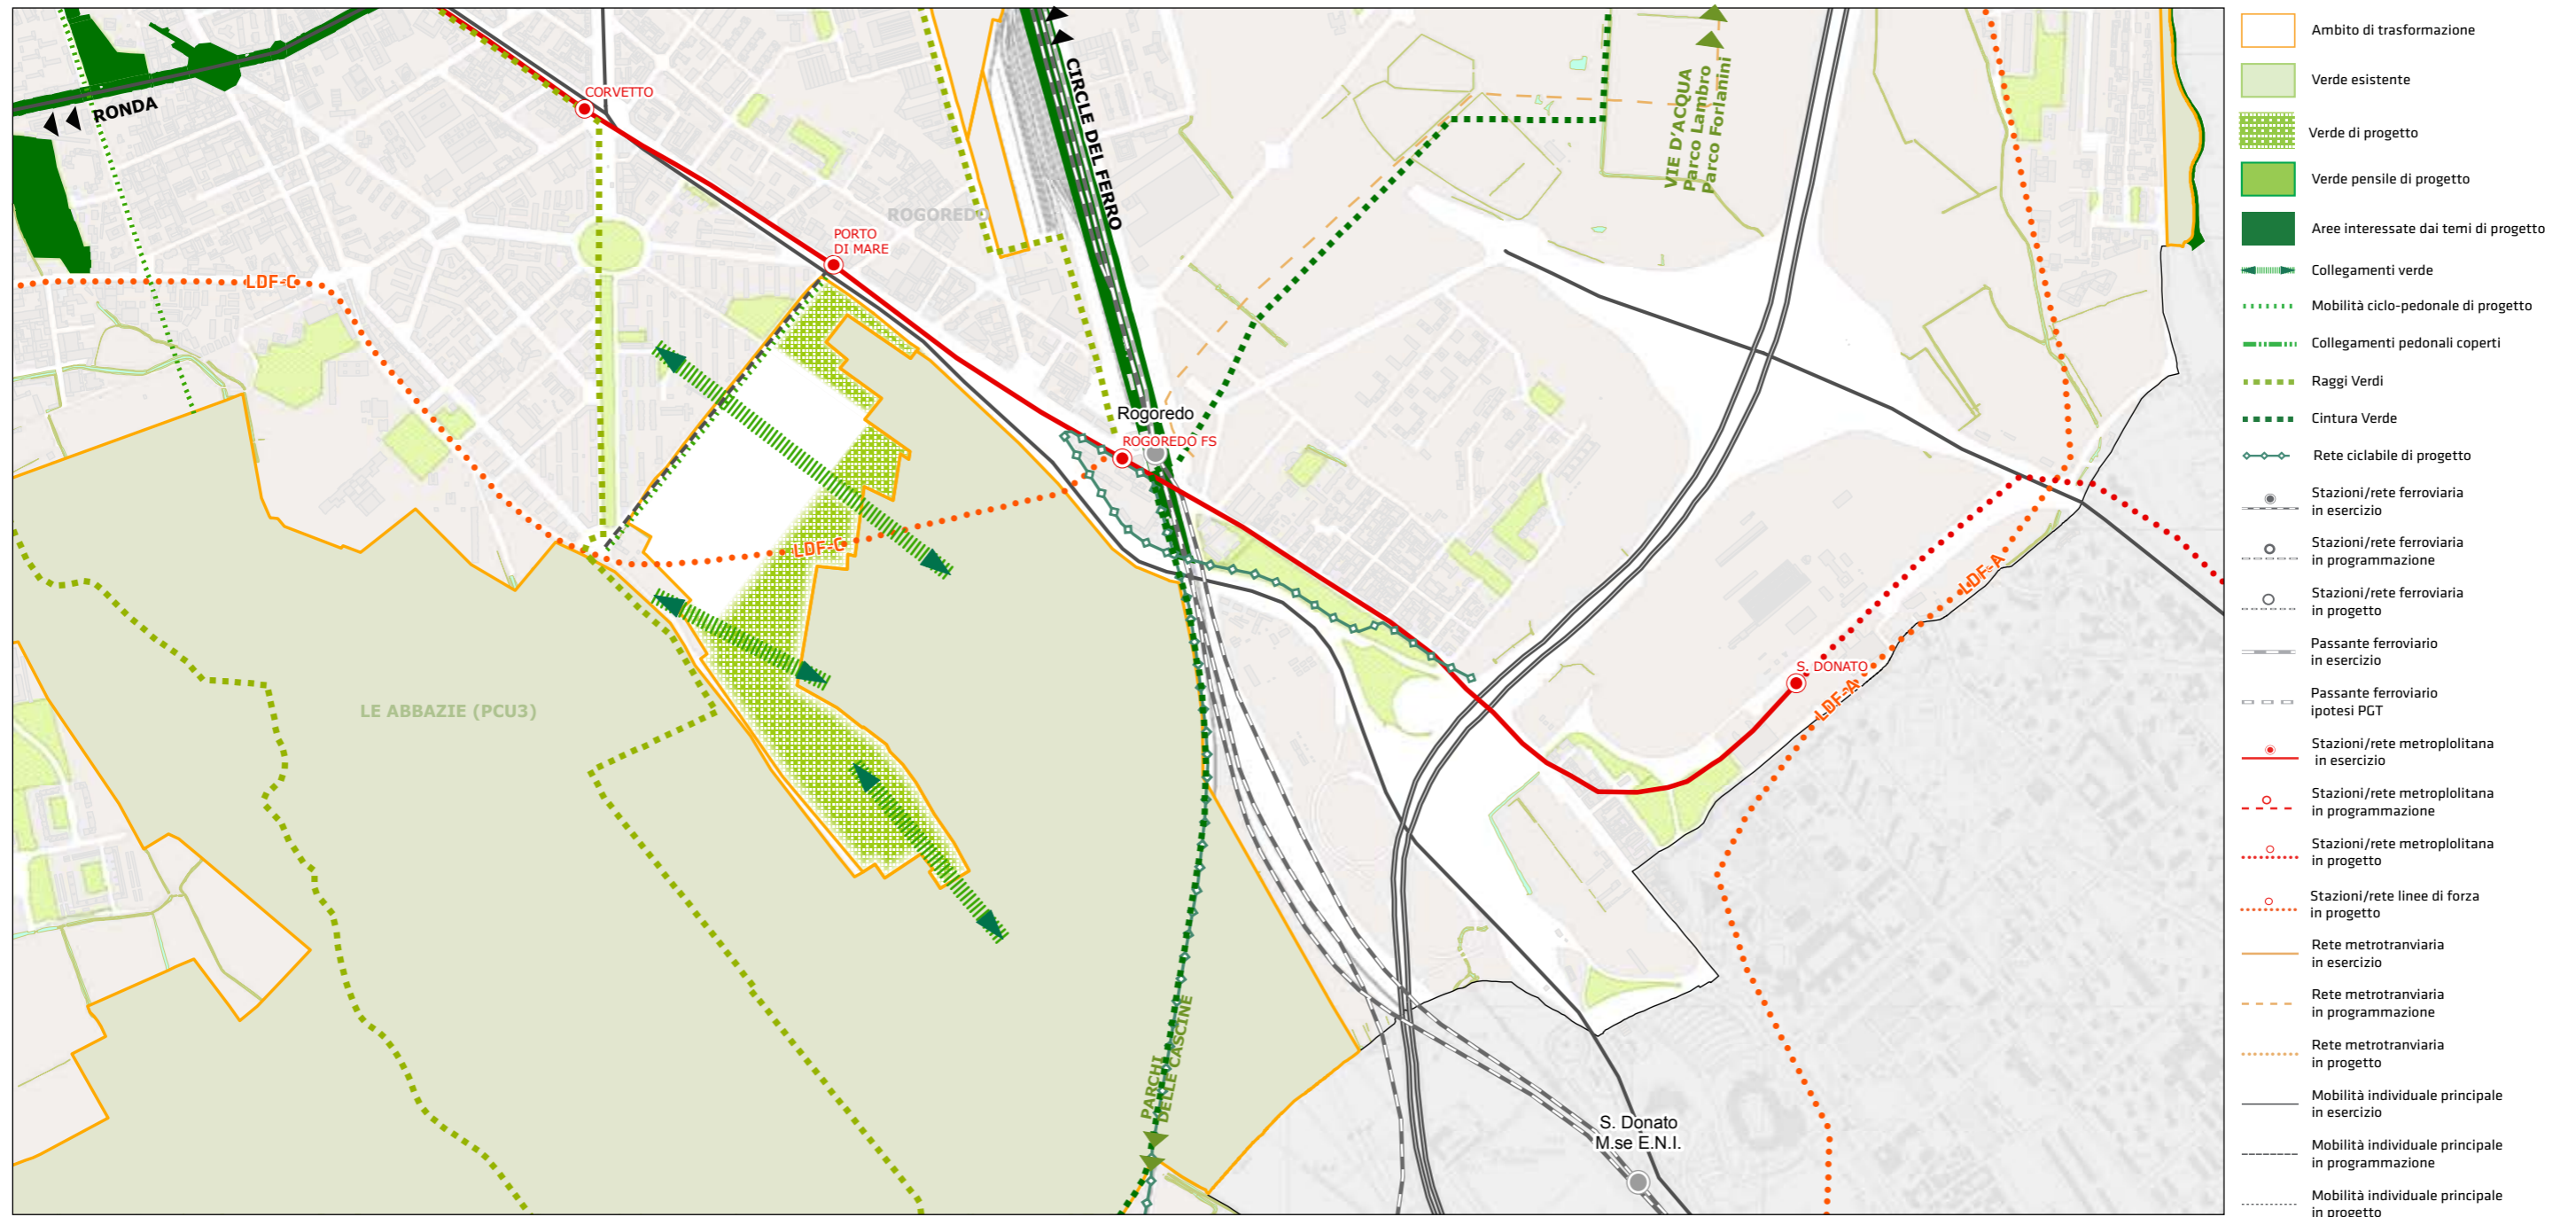 RONDA
CORVETTO
CIRCLE DEL FERRO
VIE D'ACQUA
Parco Lambro
Parco Forlanini
ROGOREDO
PORTO
DI MARE
LDF-C
Rogoredo
ROGOREDO FS
LDF-C
LDF-A
S. DONATO
LDF-A
LE ABBAZIE (PCU3)
PARCHI
DELLE CASCINE
S. Donato
M.se E.N.I.
Ambito di trasformazione
Verde esistente
Verde di progetto
Verde pensile di progetto
Aree interessate dai temi di progetto
Collegamenti verde
Mobilità ciclo-pedonale di progetto
Collegamenti pedonali coperti
Raggi Verdi
Cintura Verde
Rete ciclabile di progetto
Stazioni/rete ferroviaria
in esercizio
Stazioni/rete ferroviaria
in programmazione
Stazioni/rete ferroviaria
in progetto
Passante ferroviario
in esercizio
Passante ferroviario
ipotesi PGT
Stazioni/rete metroplolitana
in esercizio
Stazioni/rete metroplolitana
in programmazione
Stazioni/rete metroplolitana
in progetto
Stazioni/rete linee di forza
in progetto
Rete metrotranviaria
in esercizio
Rete metrotranviaria
in programmazione
Rete metrotranviaria
in progetto
Mobilità individuale principale
in esercizio
Mobilità individuale principale
in programmazione
Mobilità individuale principale
in progetto